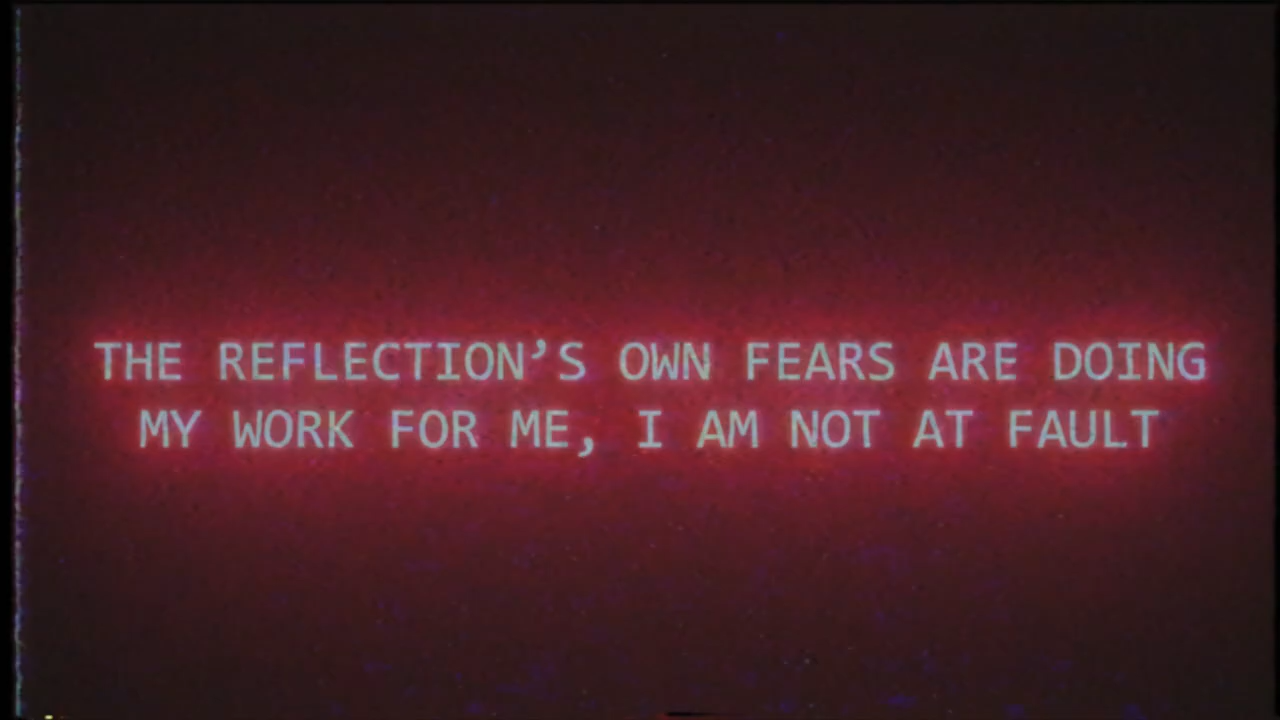 THE REFLECTION’S OWN FEARS ARE DOING
MY WORK FOR ME, I AM NOT AT FAULT